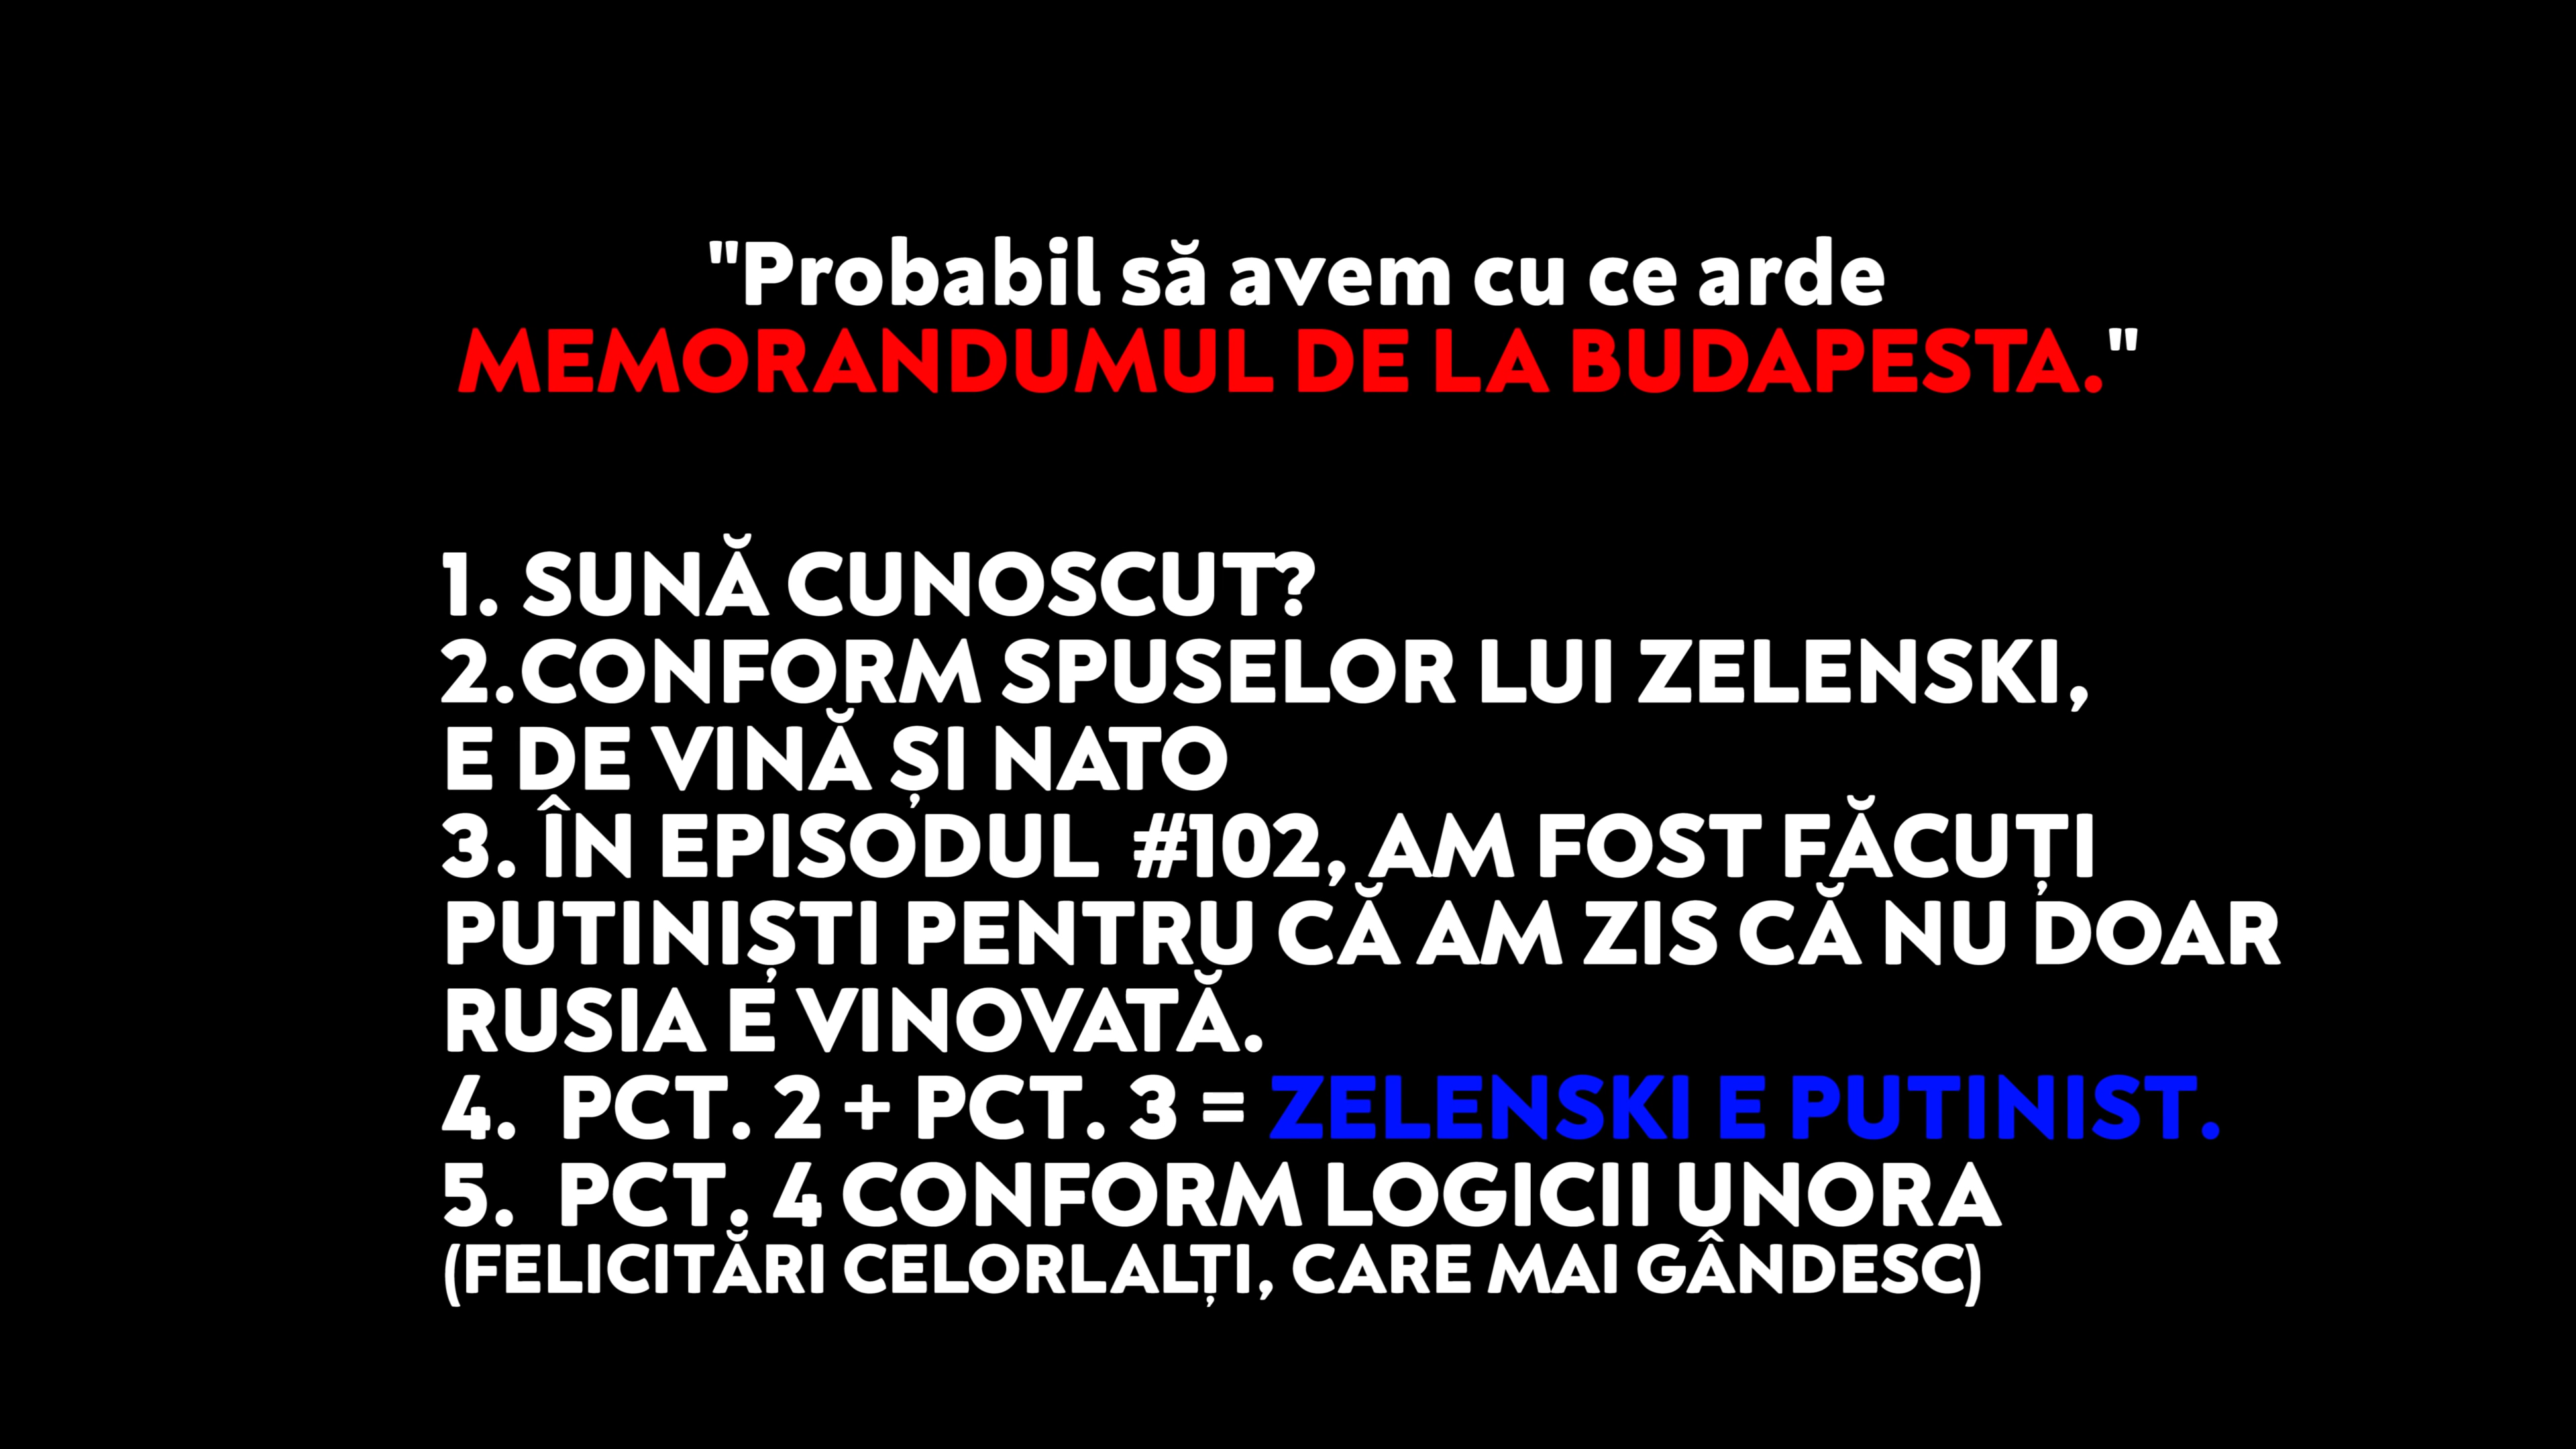 "Probabil să avem cu ce arde
MEMORANDUMUL DE LA BUDAPESTA."
1. SUNĂ CUNOSCUT?
2.CONFORM SPUSELOR LUI ZELENSKI,
E DE VINĂ ȘI NATO
3. ÎN EPISODUL #102, AM FOST FĂCUȚI
PUTINIȘTI PENTRU CĂ AM ZIS CĂ NU DOAR
RUSIA E VINOVATĂ.
4. PCT. 2 + PCT. 3 = ZELENSKI E PUTINIST.
5. PCT. 4 CONFORM LOGICII UNORA
(FELICITĂRI CELORLALȚI, CARE MAI GÂNDESC)